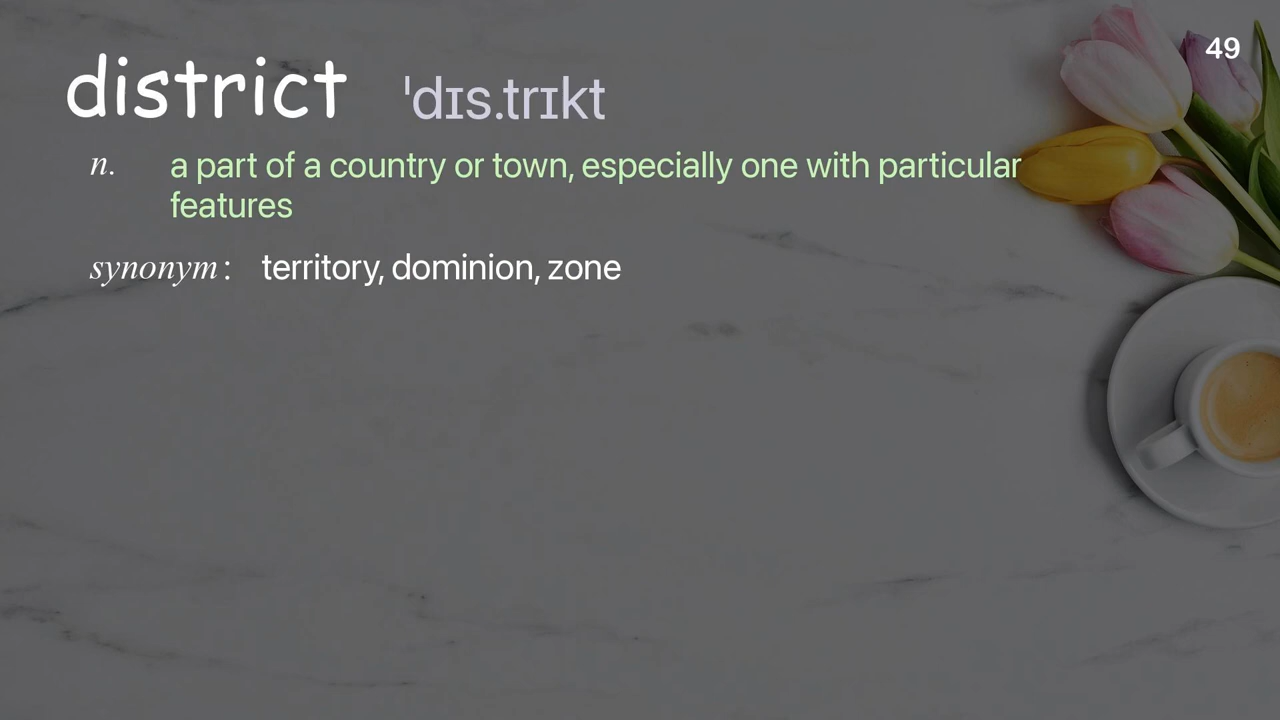 49
district ˈdɪs.trɪkt
n. a part of a country or town, especially one with particular
features
synonym: territory, dominion, zone